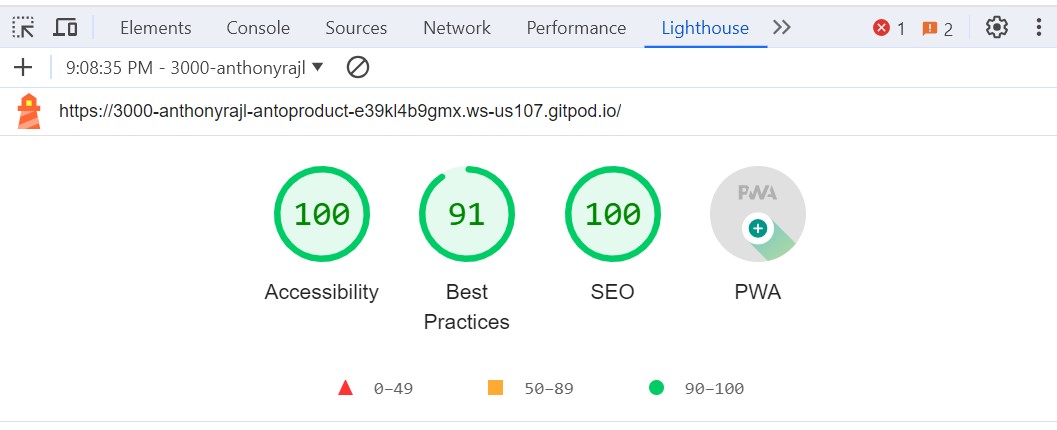 Elements Console Sources Network Performance Lighthouse 1 2
9:08:35 PM - 3000-anthonyrajl
https://3000-anthonyrajl-antoproduct-e39kl4b9gmx.ws-us107.gitpod.io/
100 91 100 PWA
Accessibility Best Practices SEO PWA
0–49 50–89 90–100